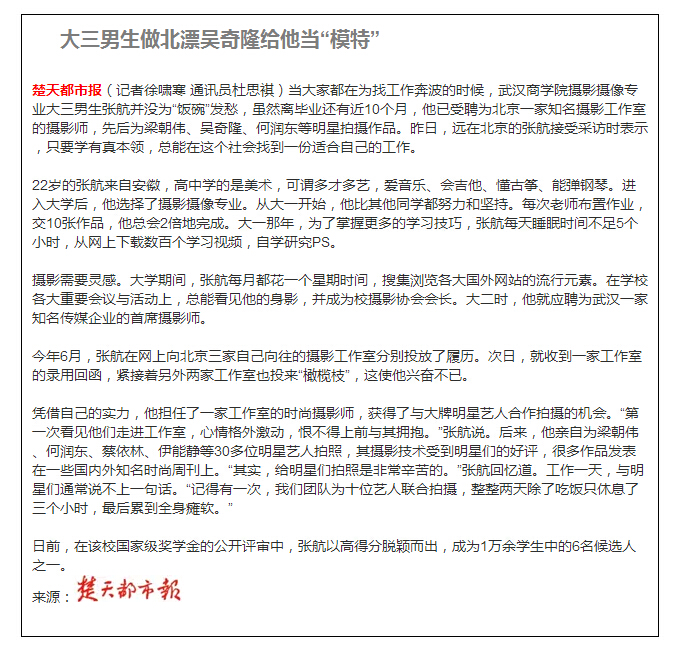 大三男生做北漂吴奇隆给他当“模特”
楚天都市报（记者徐啸寒 通讯员杜思祺）当大家都在为找工作奔波的时候，武汉商学院摄影摄像专
业大三男生张航并没为“饭碗”发愁，虽然离毕业还有近10个月，他已受聘为北京一家知名摄影工作室
的摄影师，先后为梁朝伟、吴奇隆、何润东等明星拍摄作品。昨日，远在北京的张航接受采访时表示
，只要学有真本领，总能在这个社会找到一份适合自己的工作。
22岁的张航来自安徽，高中学的是美术，可谓多才多艺，爱音乐、会吉他、懂古筝、能弹钢琴。进
入大学后，他选择了摄影摄像专业。从大一开始，他比其他同学都努力和坚持。每次老师布置作业，
交10张作品，他总会2倍地完成。大一那年，为了掌握更多的学习技巧，张航每天睡眠时间不足5个
小时，从网上下载数百个学习视频，自学研究PS。
摄影需要灵感。大学期间，张航每月都花一个星期时间，搜集浏览各大国外网站的流行元素。在学校
各大重要会议与活动上，总能看见他的身影，并成为校摄影协会会长。大二时，他就应聘为武汉一家
知名传媒企业的首席摄影师。
今年6月，张航在网上向北京三家自己向往的摄影工作室分别投放了履历。次日，就收到一家工作室
的录用回函，紧接着另外两家工作室也投来“橄榄枝”，这使他兴奋不已。
凭借自己的实力，他担任了一家工作室的时尚摄影师，获得了与大牌明星艺人合作拍摄的机会。“第
一次看见他们走进工作室，心情格外激动，恨不得上前与其拥抱。”张航说。后来，他亲自为梁朝伟
、何润东、蔡依林、伊能静等30多位明星艺人拍照，其摄影技术受到明星们的好评，很多作品发表
在一些国内外知名时尚周刊上。“其实，给明星们拍照是非常辛苦的。”张航回忆道。工作一天，与明
星们通常说不上一句话。“记得有一次，我们团队为十位艺人联合拍摄，整整两天除了吃饭只休息了
三个小时，最后累到全身瘫软。”
日前，在该校国家级奖学金的公开评审中，张航以高得分脱颖而出，成为1万余学生中的6名候选人
之一。
来源：楚天都市报